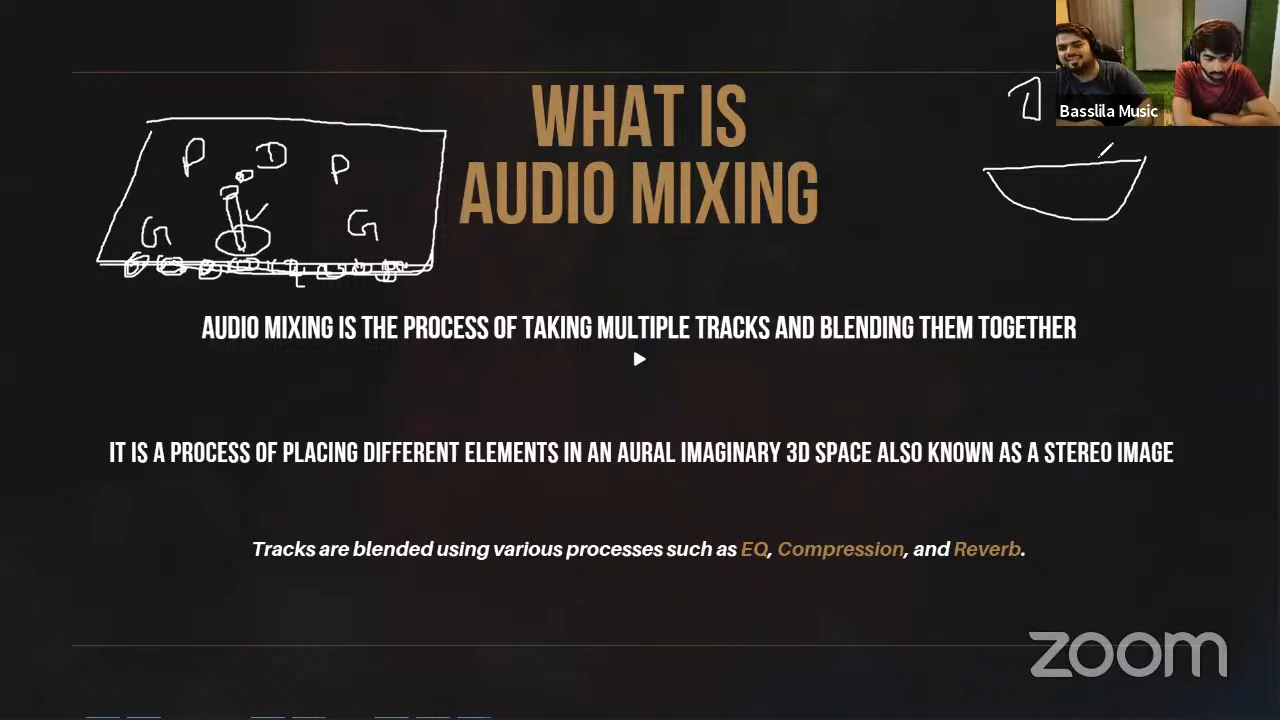 WHAT IS
AUDIO MIXING
Basslila Music
P D P
V
G G
AUDIO MIXING IS THE PROCESS OF TAKING MULTIPLE TRACKS AND BLENDING THEM TOGETHER
IT IS A PROCESS OF PLACING DIFFERENT ELEMENTS IN AN AURAL IMAGINARY 3D SPACE ALSO KNOWN AS A STEREO IMAGE
Tracks are blended using various processes such as EQ, Compression, and Reverb.
zoom